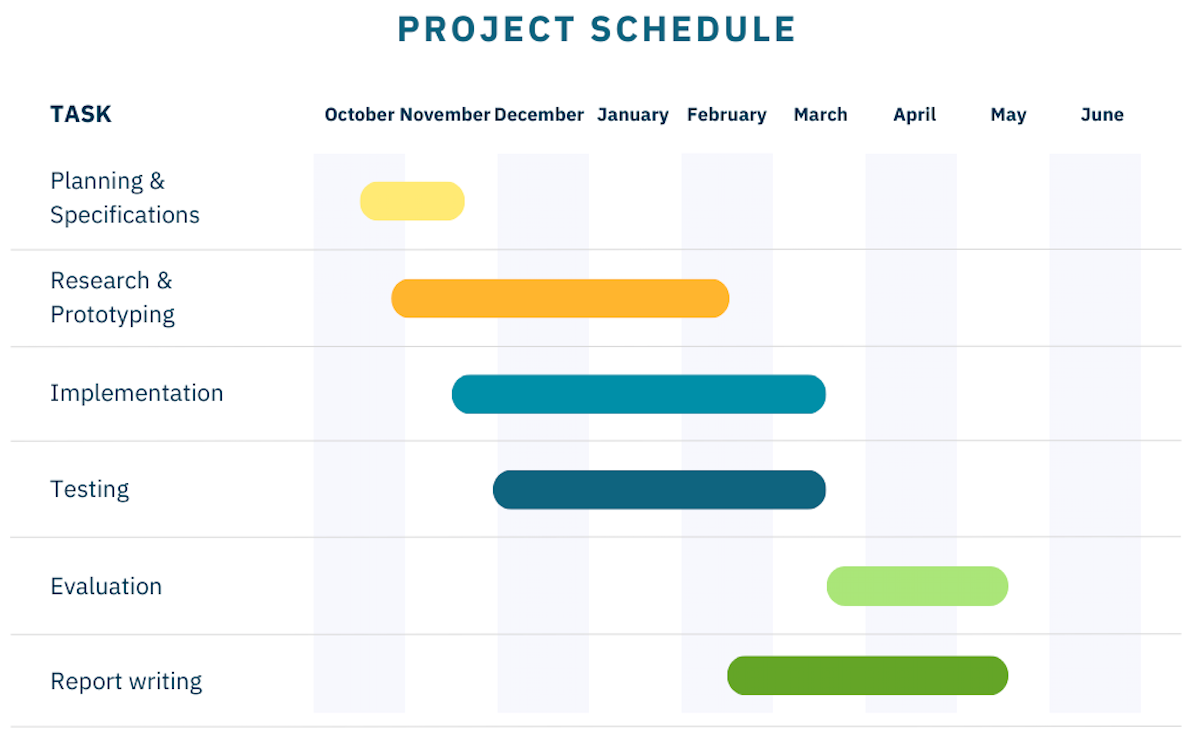 PROJECT SCHEDULE
TASK October November December January February March April May June
Planning &
Specifications
Research &
Prototyping
Implementation
Testing
Evaluation
Report writing